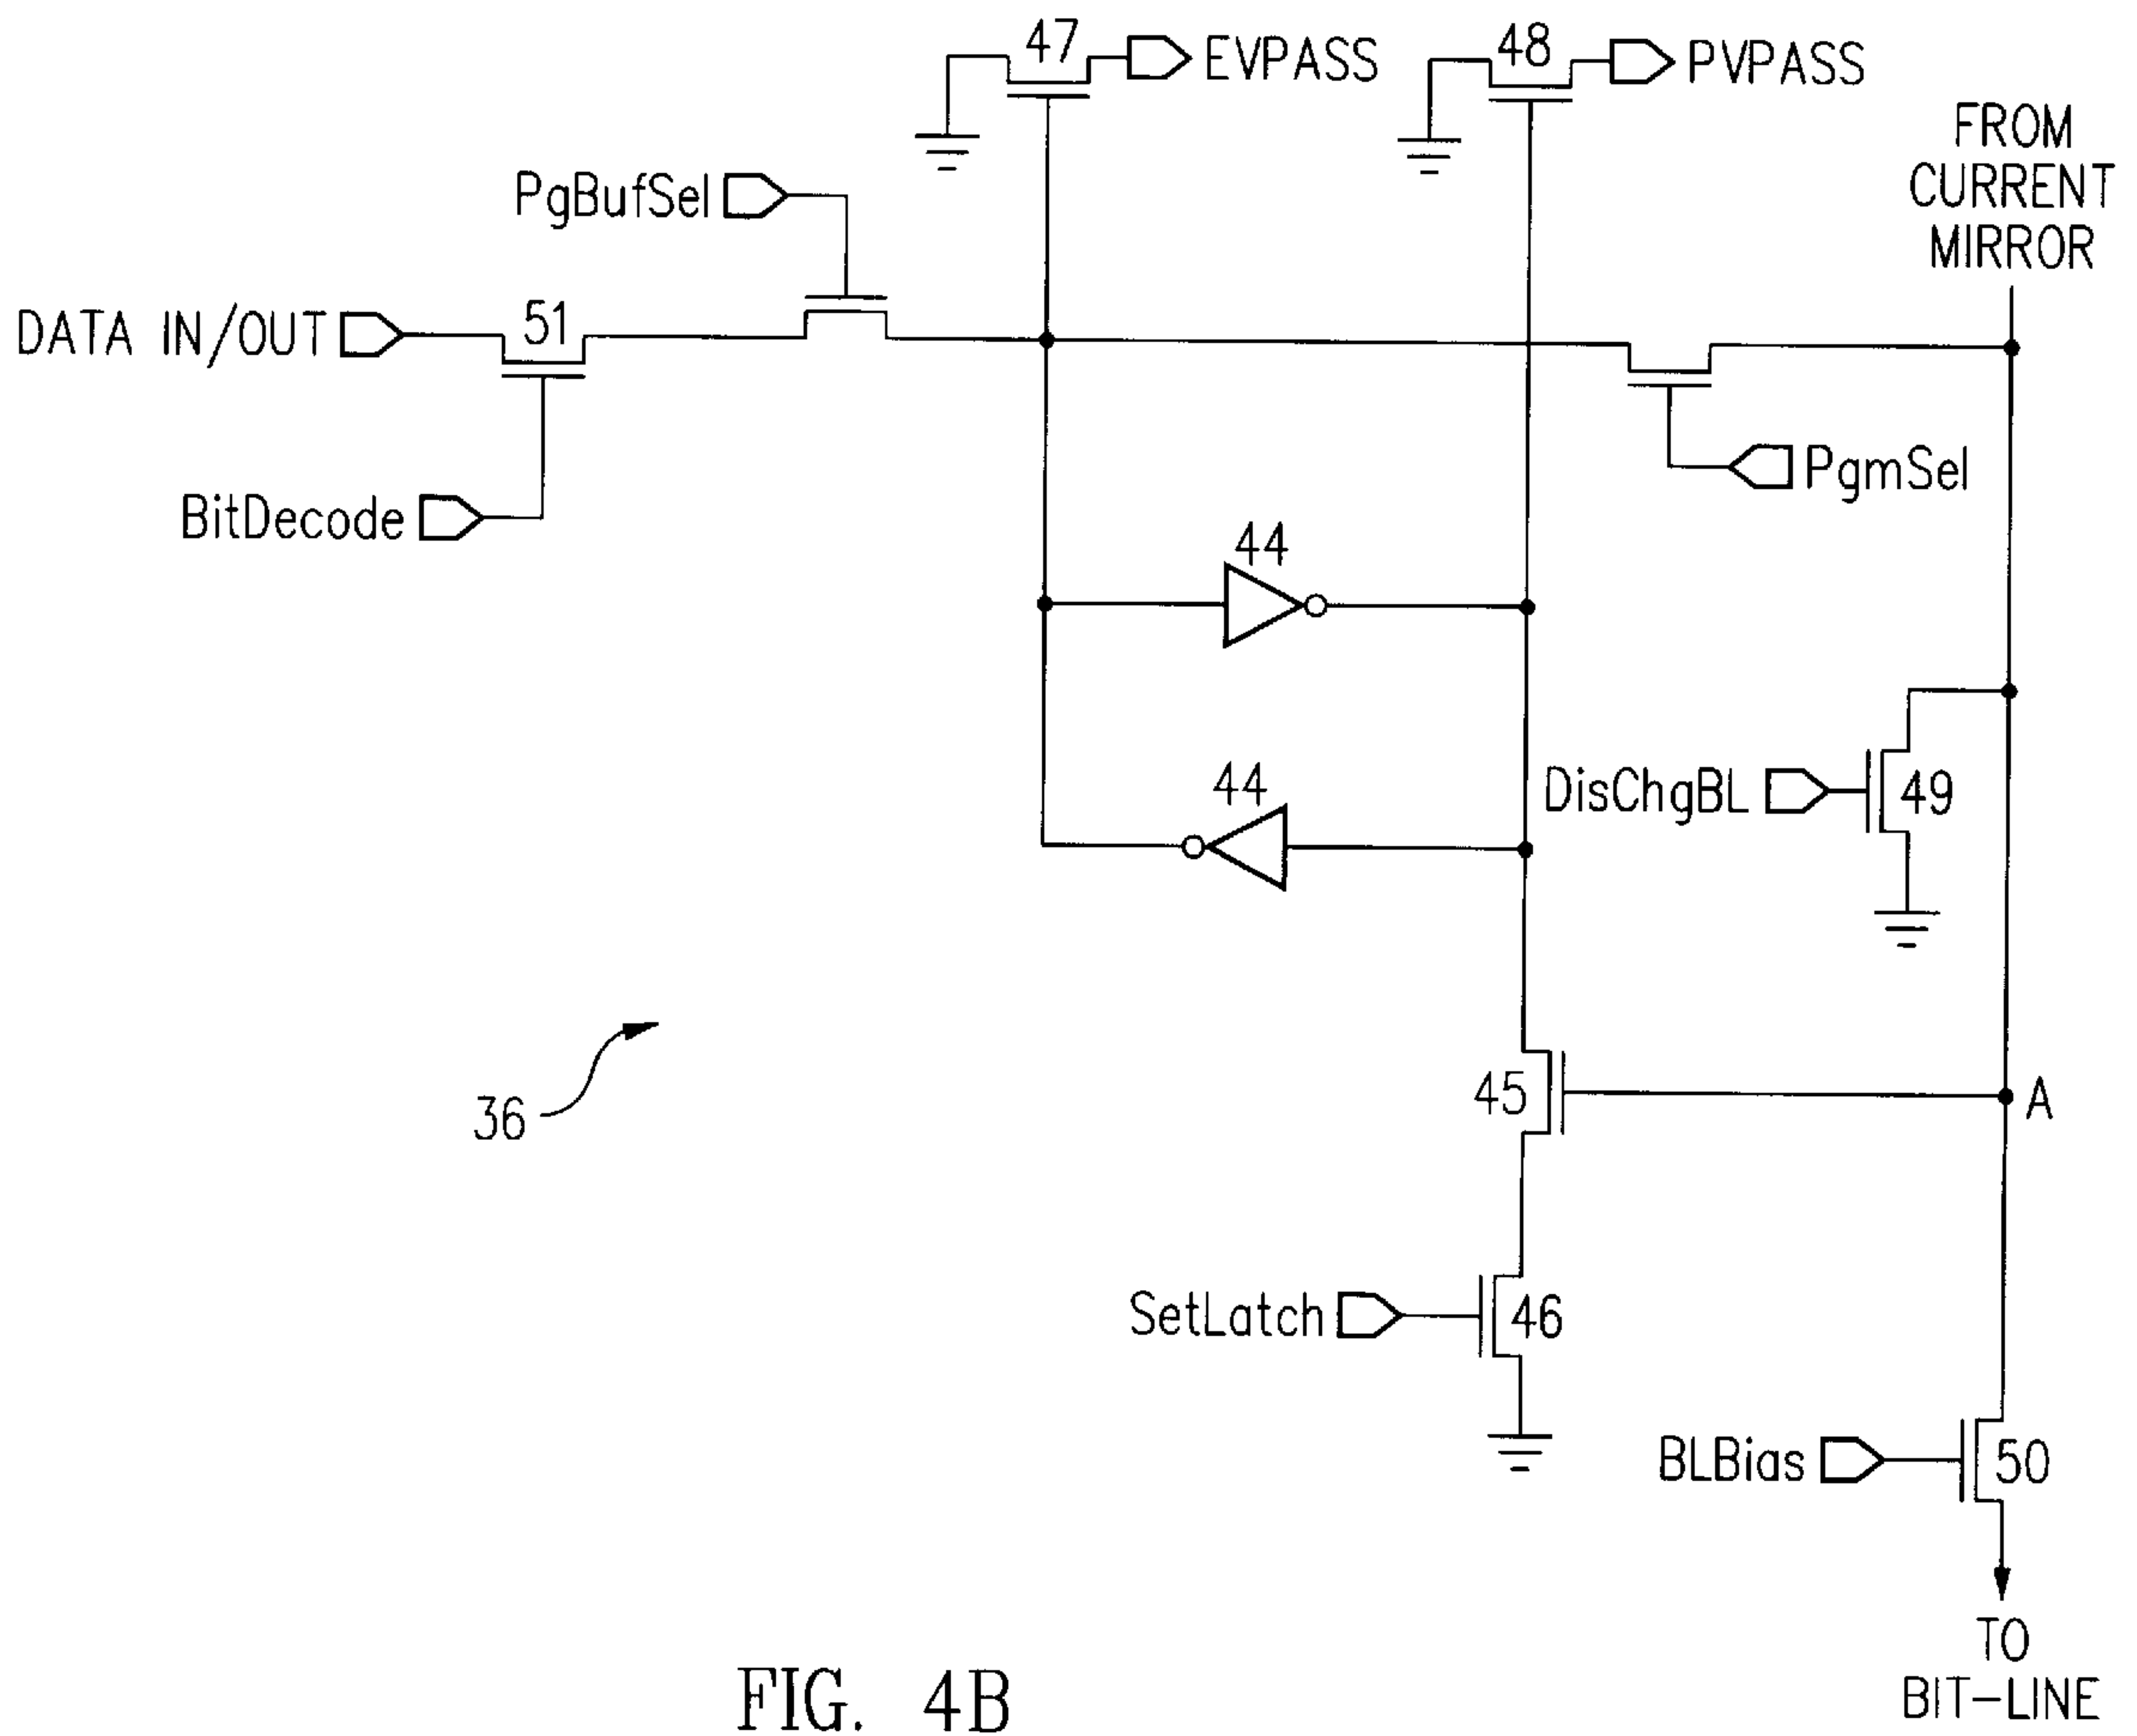 47
EVPASS
48
PVPASS
FROM
CURRENT
MIRROR
PgBufSel
DATA IN/OUT
51
BitDecode
PgmSel
44
44
DisChgBL
49
36
45
A
SetLatch
46
BLBias
50
TO
BIT-LINE
FIG. 4B